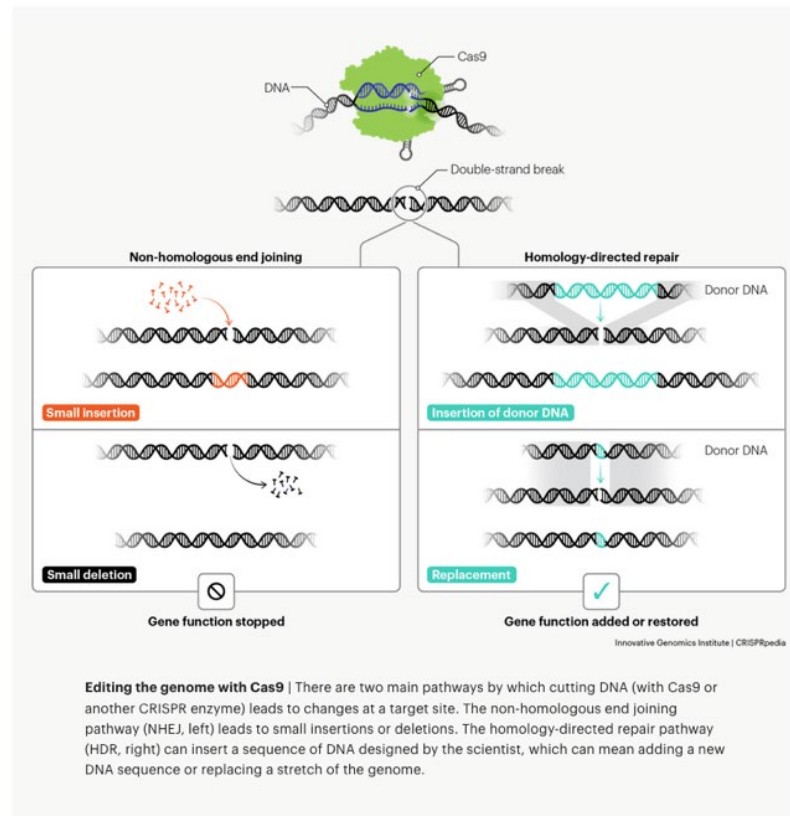 Cas9
DNA
Double-strand break
Non-homologous end joining
Small insertion
Small deletion
Gene function stopped
Homology-directed repair
Donor DNA
Insertion of donor DNA
Donor DNA
Replacement
Gene function added or restored
Innovative Genomics Institute | CRISPRpedia
Editing the genome with Cas9 | There are two main pathways by which cutting DNA (with Cas9 or
another CRISPR enzyme) leads to changes at a target site. The non-homologous end joining
pathway (NHEJ, left) leads to small insertions or deletions. The homology-directed repair pathway
(HDR, right) can insert a sequence of DNA designed by the scientist, which can mean adding a new
DNA sequence or replacing a stretch of the genome.